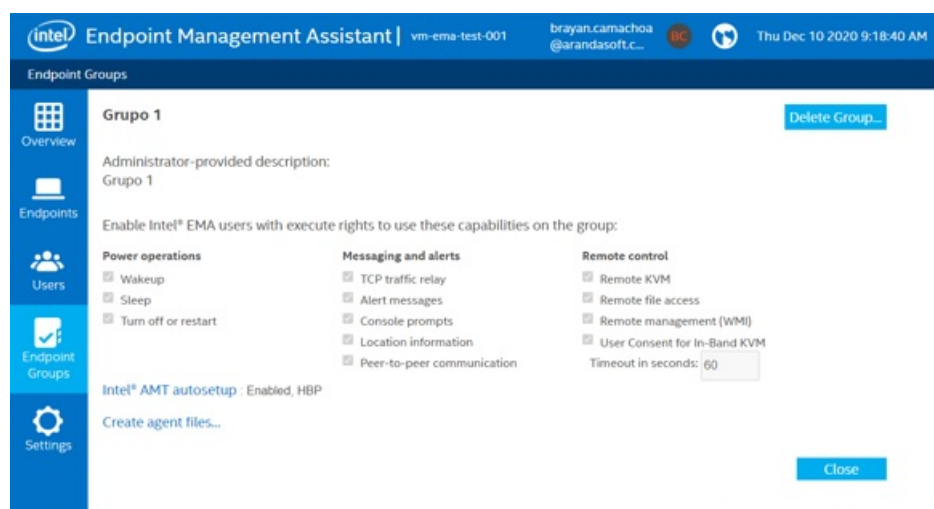 intel Endpoint Management Assistant | vm-ema-test-001
brayan.camachoa
@arandasoft.c...
BC
Thu Dec 10 2020 9:18:40 AM
Endpoint Groups
Overview
Endpoints
Users
Endpoint
Groups
Settings
Grupo 1
Delete Group...
Administrator-provided description:
Grupo 1
Enable Intel® EMA users with execute rights to use these capabilities on the group:
Power operations
Wakeup
Sleep
Turn off or restart
Messaging and alerts
TCP traffic relay
Alert messages
Console prompts
Location information
Peer-to-peer communication
Remote control
Remote KVM
Remote file access
Remote management (WMI)
User Consent for In-Band KVM
Timeout in seconds: 60
Intel® AMT autosetup : Enabled, HBP
Create agent files...
Close